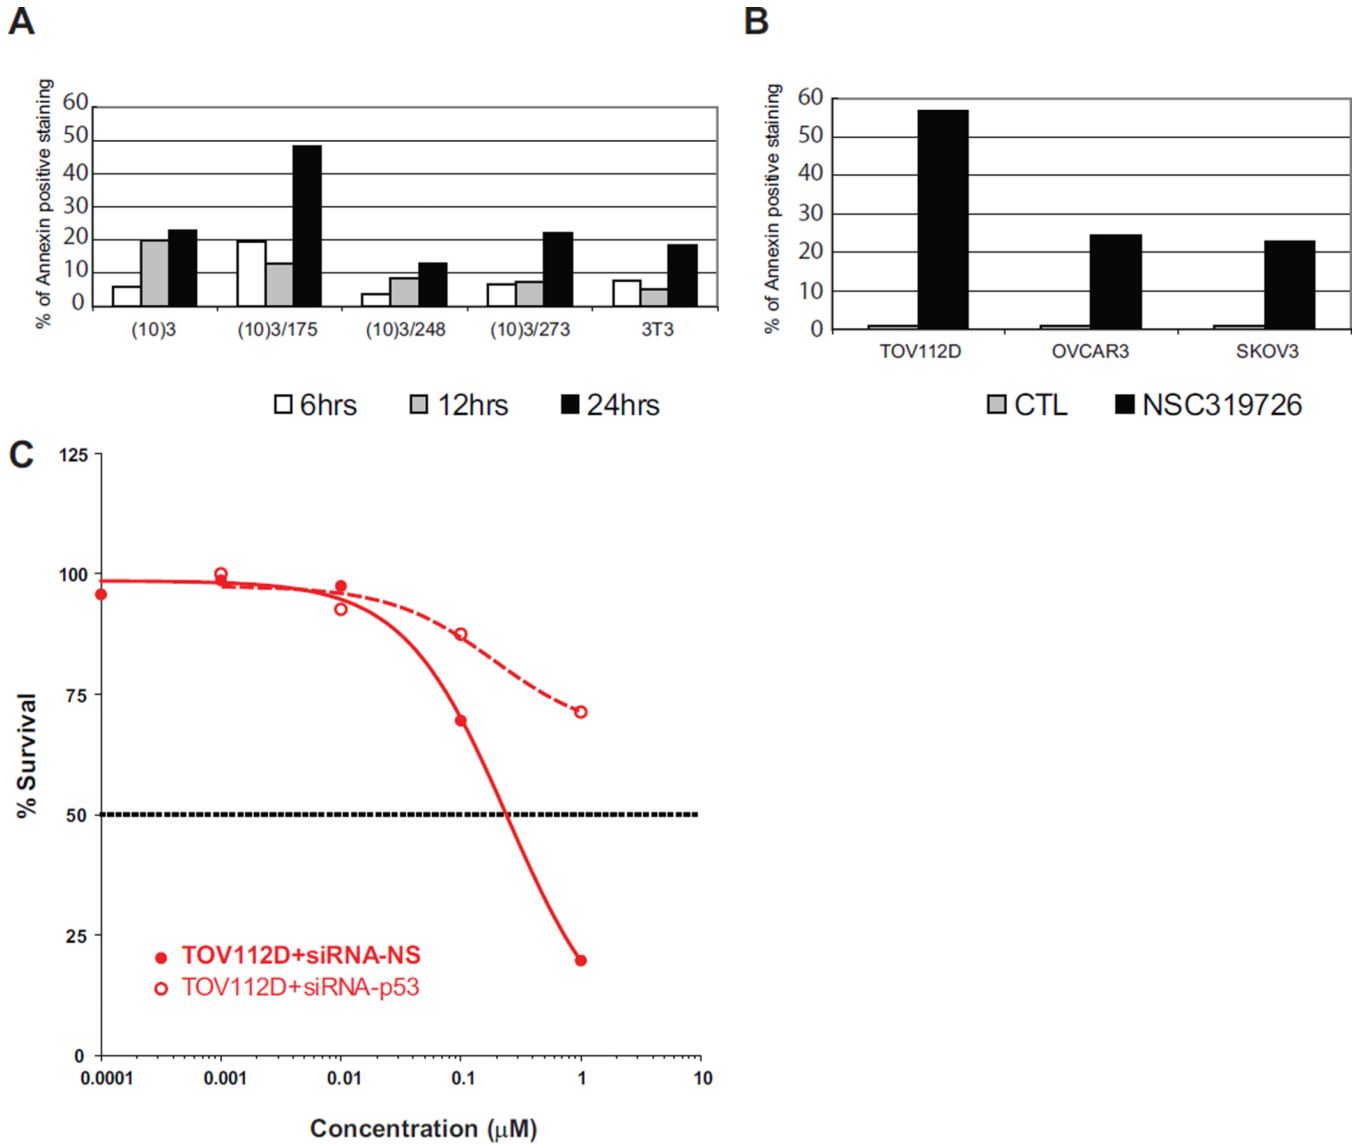 A
% of Annexin positive staining
60
50
40
30
20
10
0
(10)3 (10)3/175 (10)3/248 (10)3/273 3T3
6hrs 12hrs 24hrs
B
% of Annexin positive staining
60
50
40
30
20
10
0
TOV112D OVCAR3 SKOV3
CTL NSC319726
C
% Survival
125
100
75
50
25
0
TOV112D+siRNA-NS
TOV112D+siRNA-p53
0.0001 0.001 0.01 0.1 1 10
Concentration (μM)